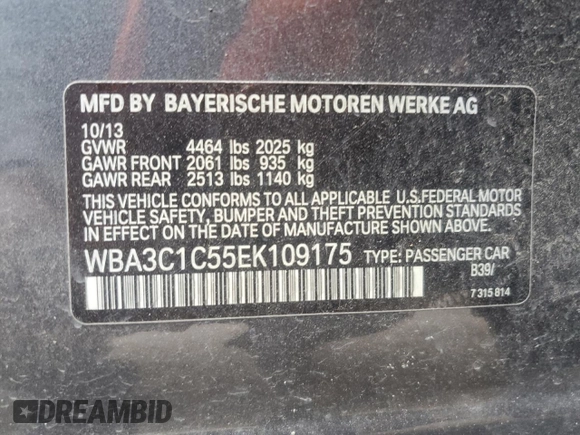 MFD BY BAYERISCHE MOTOREN WERKE AG
10/13
GVWR 4464 lbs 2025 kg
GAWR FRONT 2061 lbs 935 kg
GAWR REAR 2513 lbs 1140 kg
THIS VEHICLE CONFORMS TO ALL APPLICABLE U.S.FEDERAL MOTOR
VEHICLE SAFETY, BUMPER AND THEFT PREVENTION STANDARDS
IN EFFECT ON THE DATE OF MANUFACTURE SHOWN ABOVE.
WBA3C1C55EK109175 TYPE: PASSENGER CAR -
B39/
7 315 814
DREAMBID